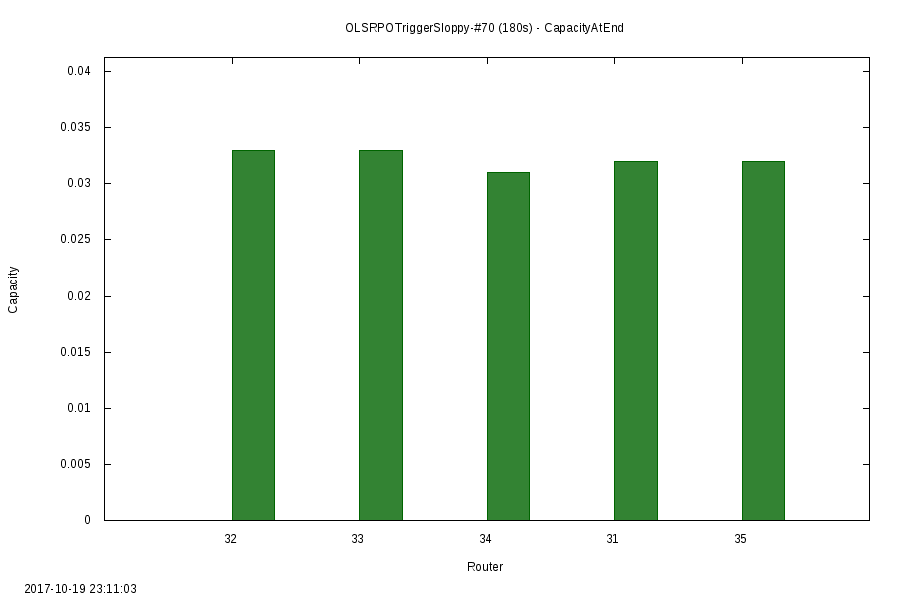 OLSRPOTriggerSloppy-#70 (180s) - CapacityAtEnd
0.04
0.035
0.03
0.025
0.02
0.015
0.01
0.005
0
Capacity
32 33 34 31 35
Router
2017-10-19 23:11:03